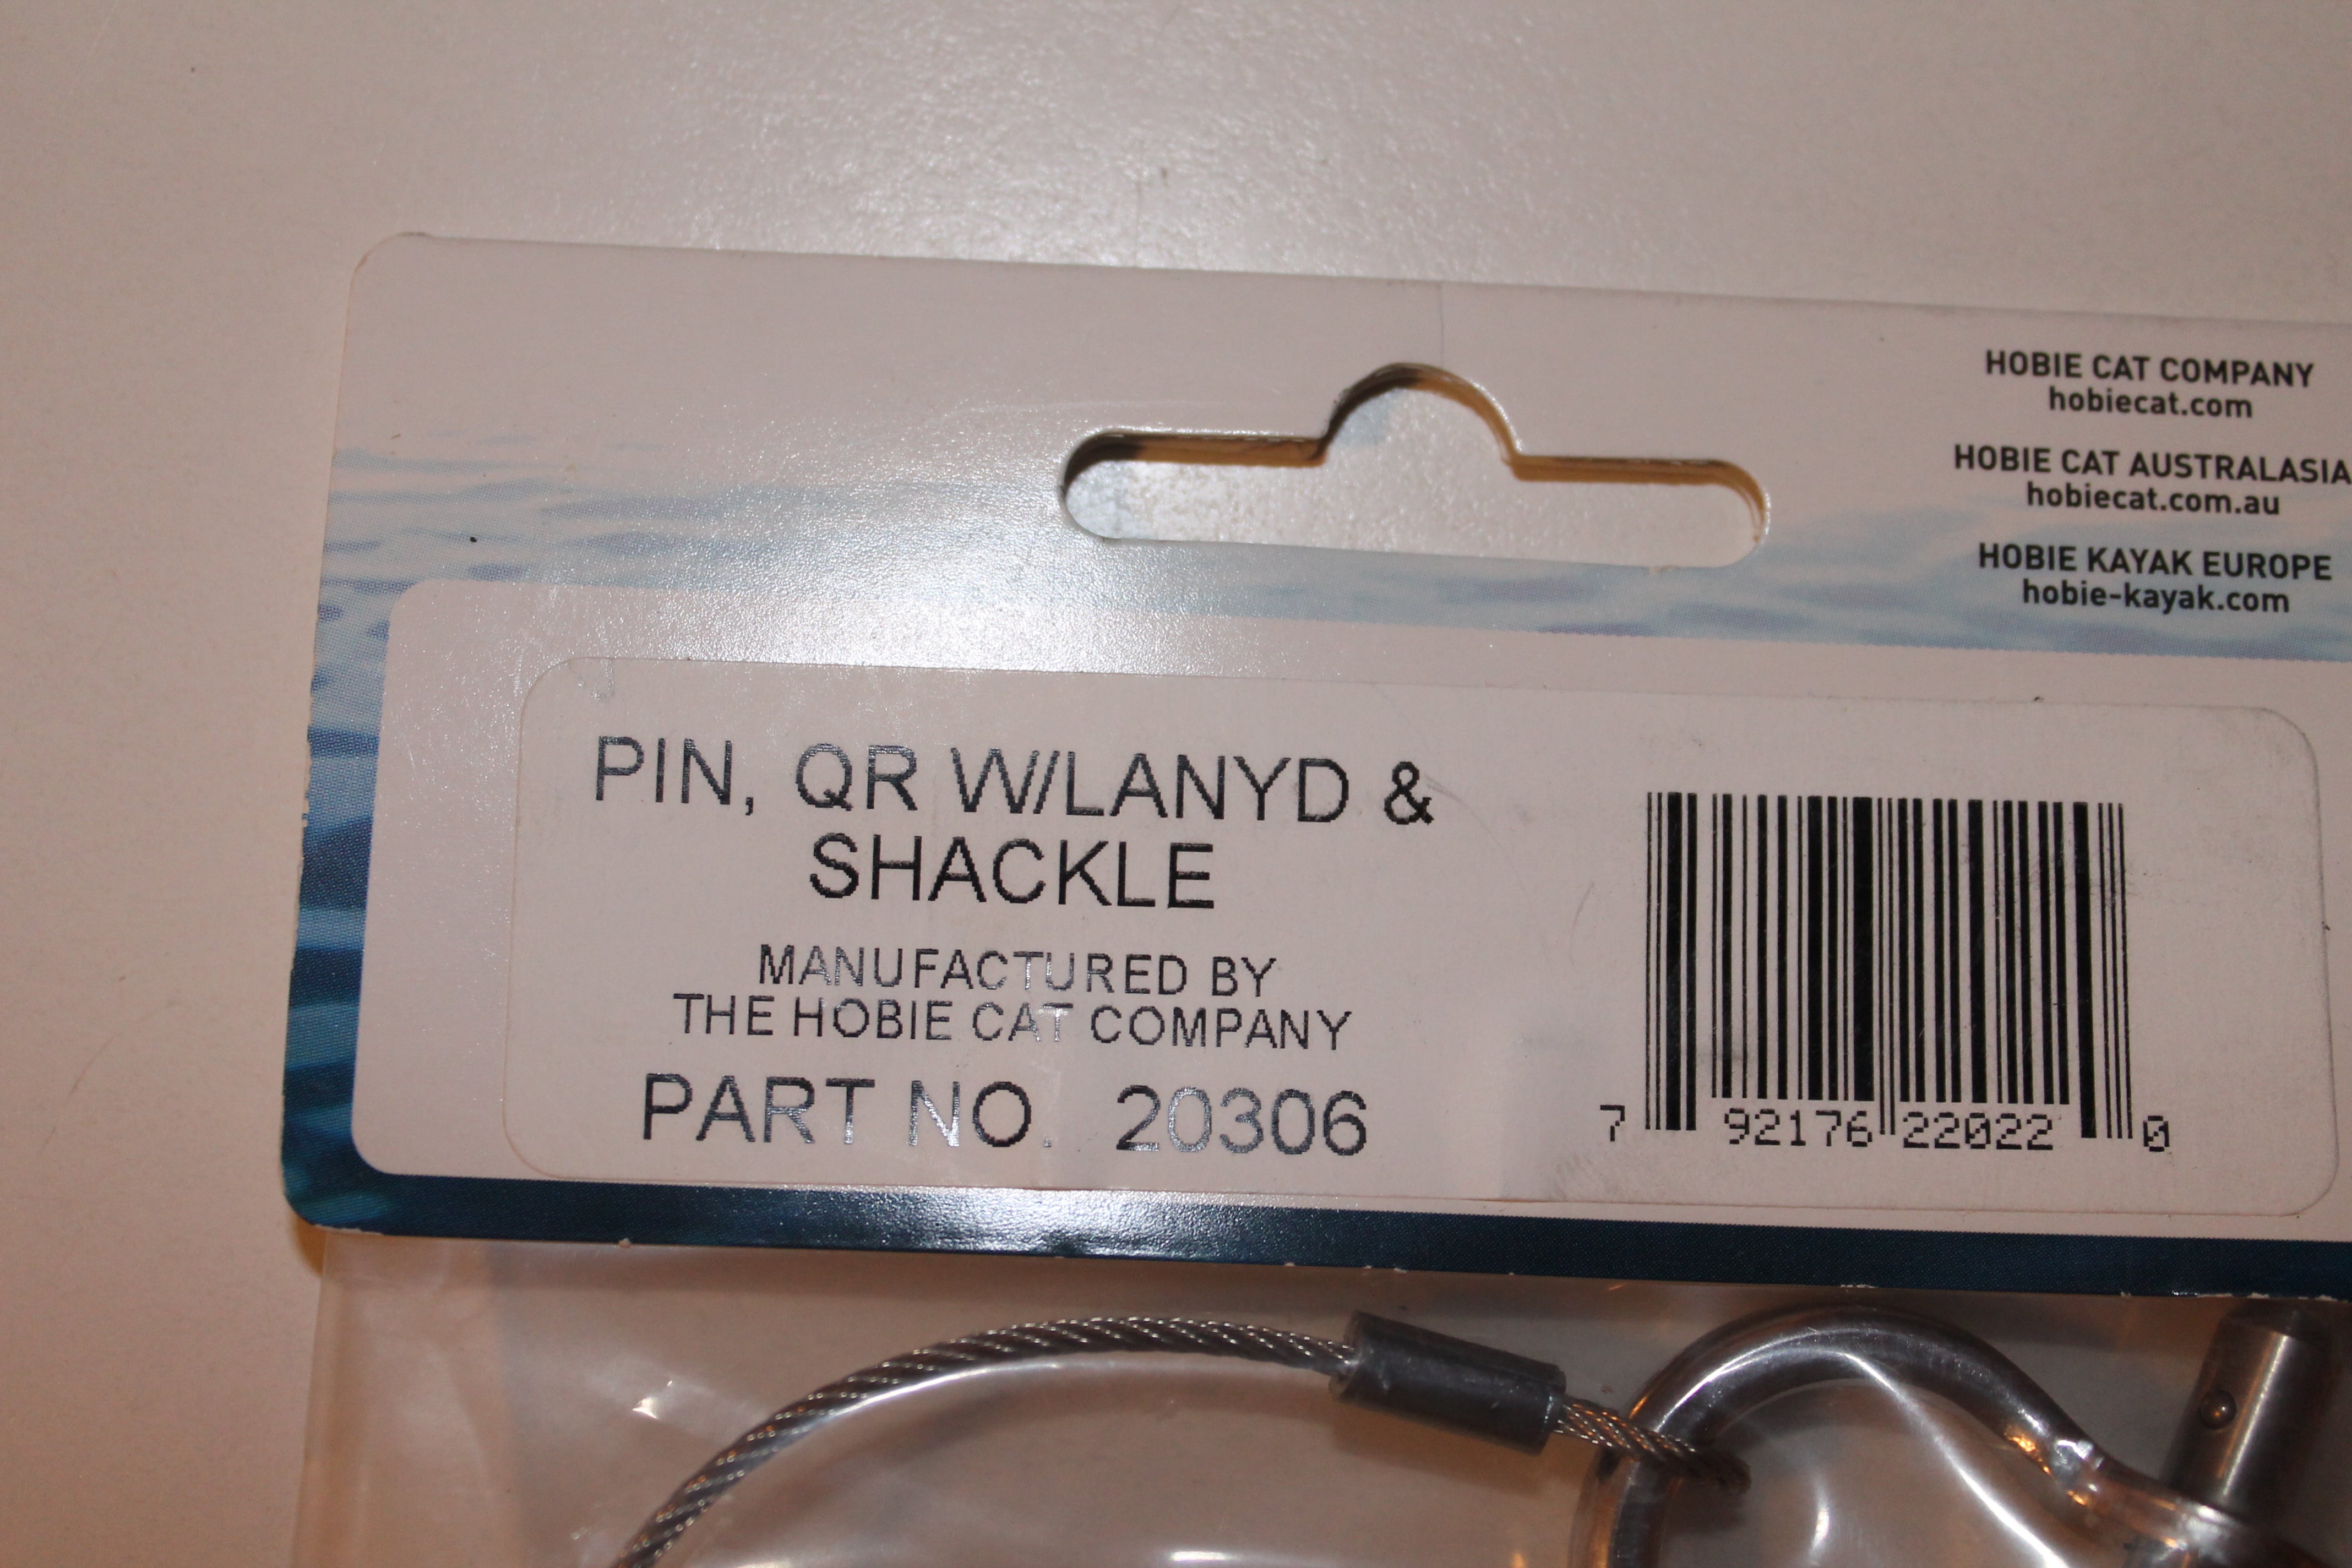 HOBIE CAT COMPANY
hobiecat.com
HOBIE CAT AUSTRALASIA
hobiecat.com.au
HOBIE KAYAK EUROPE
hobie-kayak.com
PIN, QR W/LANYD &
SHACKLE
MANUFACTURED BY
THE HOBIE CAT COMPANY
PART NO. 20306
7 92176 22022 0